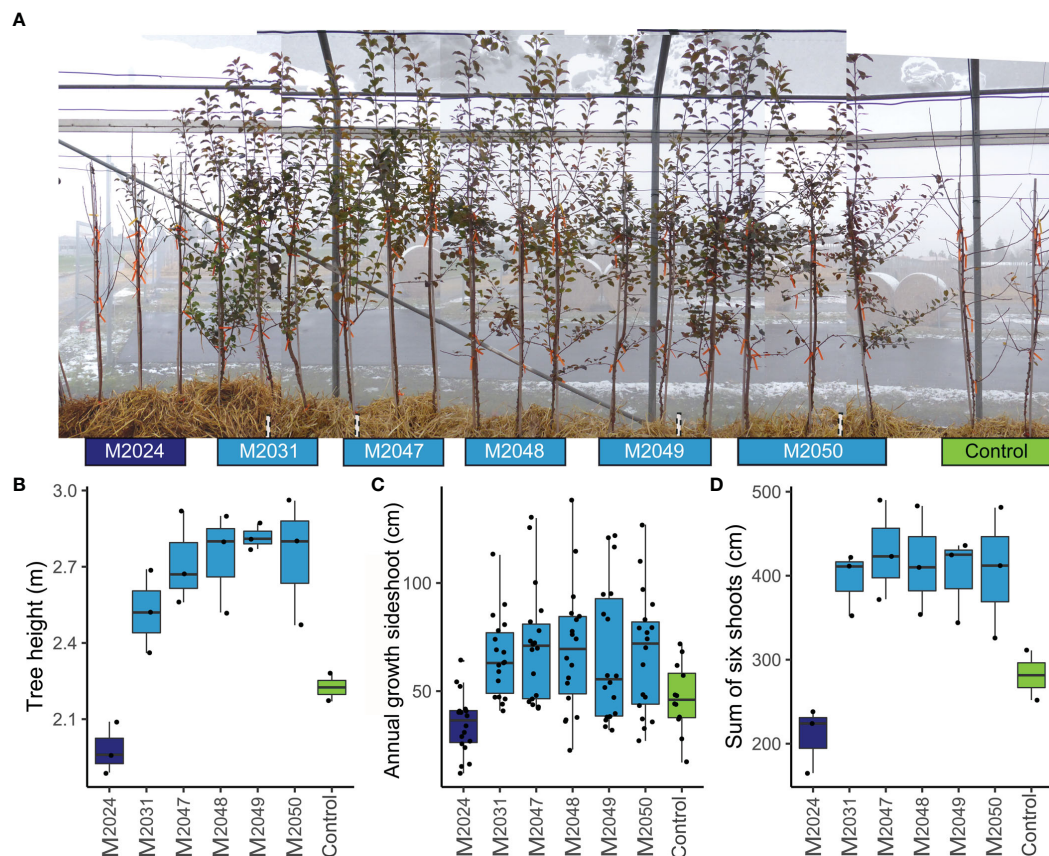 A
M2024 M2031 M2047 M2048 M2049 M2050 Control
B C D
Tree height (m)
3.0
2.7
2.4
2.1
M2024 M2031 M2047 M2048 M2049 M2050 Control
Annual growth sideshoot (cm)
100
50
M2024 M2031 M2047 M2048 M2049 M2050 Control
Sum of six shoots (cm)
500
400
300
200
M2024 M2031 M2047 M2048 M2049 M2050 Control